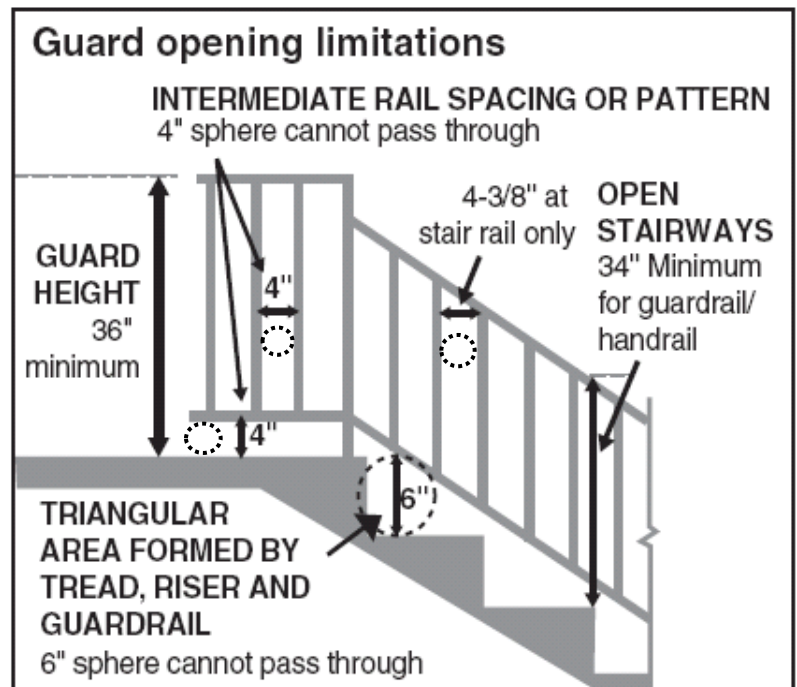 Guard opening limitations
INTERMEDIATE RAIL SPACING OR PATTERN
4" sphere cannot pass through
4-3/8" at
stair rail only
OPEN
STAIRWAYS
34" Minimum
for guardrail/
handrail
GUARD
HEIGHT
36"
minimum
4"
4"
6"
TRIANGULAR
AREA FORMED BY
TREAD, RISER AND
GUARDRAIL
6" sphere cannot pass through